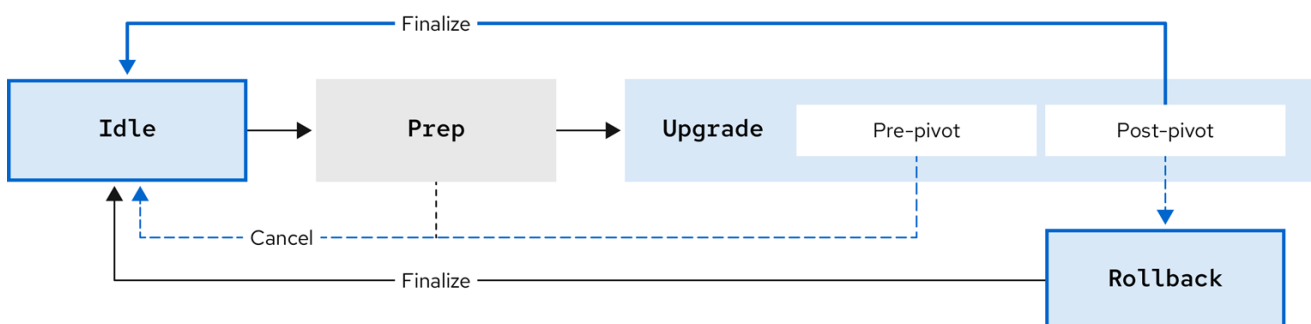 Finalize
Idle
Prep
Upgrade
Pre-pivot
Post-pivot
Cancel
Finalize
Rollback